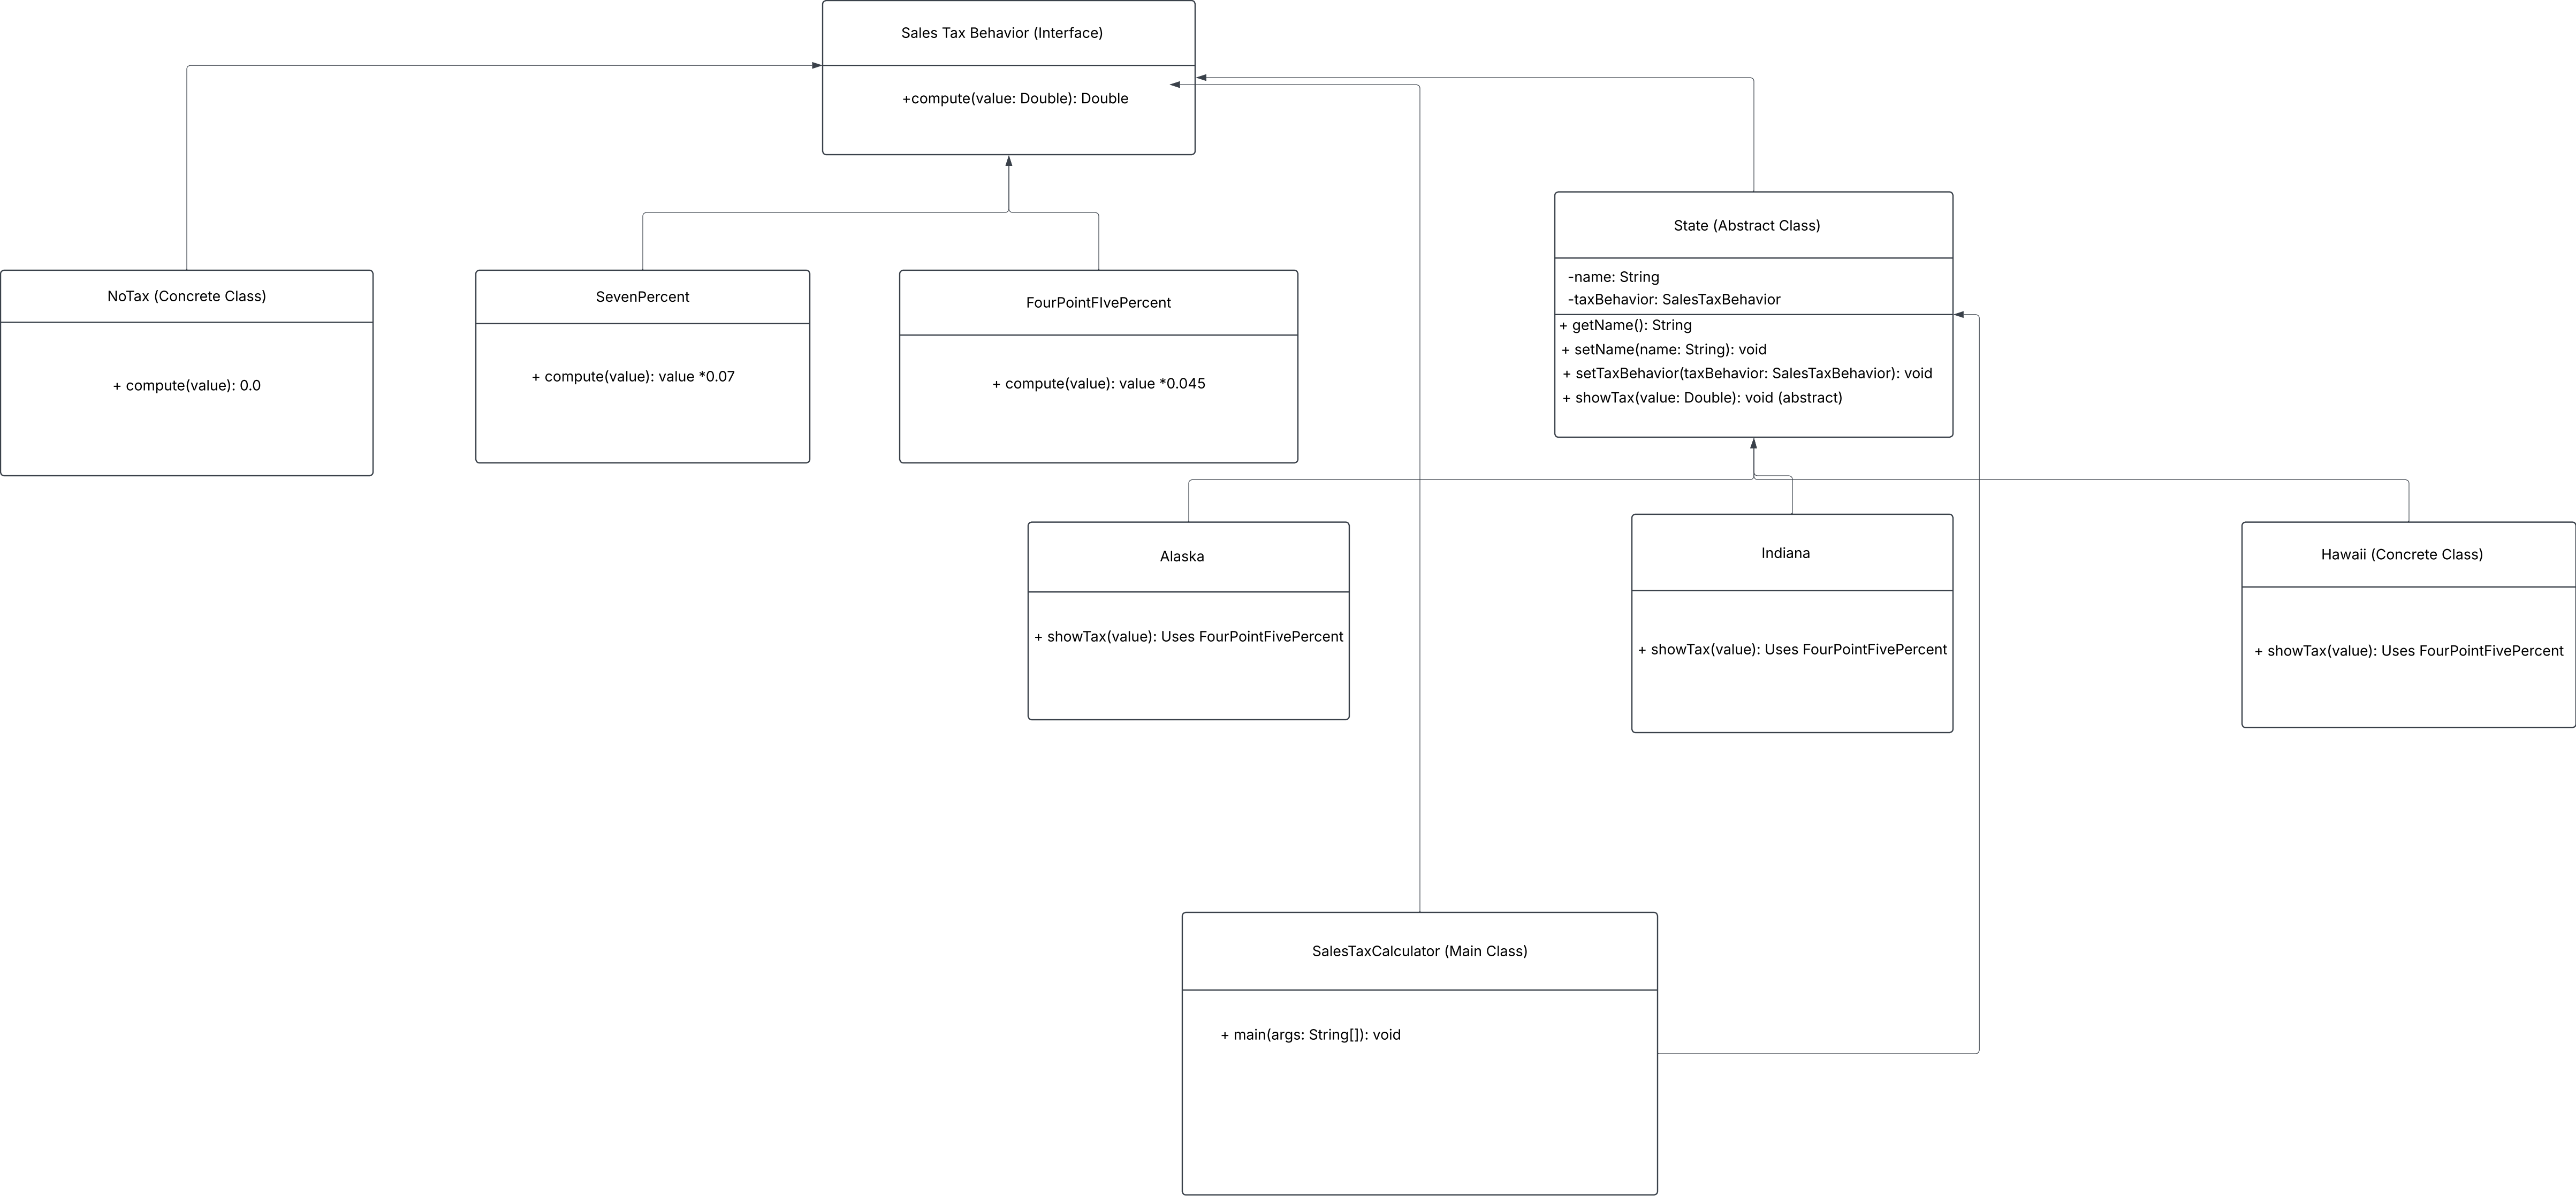 Sales Tax Behavior (Interface)
+compute(value: Double): Double
State (Abstract Class)
-name: String
-taxBehavior: SalesTaxBehavior
+ getName(): String
+ setName(name: String): void
+ setTaxBehavior(taxBehavior: SalesTaxBehavior): void
+ showTax(value: Double): void (abstract)
NoTax (Concrete Class)
+ compute(value): 0.0
SevenPercent
+ compute(value): value *0.07
FourPointFIvePercent
+ compute(value): value *0.045
Alaska
+ showTax(value): Uses FourPointFivePercent
Indiana
+ showTax(value): Uses FourPointFivePercent
Hawaii (Concrete Class)
+ showTax(value): Uses FourPointFivePercent
SalesTaxCalculator (Main Class)
+ main(args: String[]): void